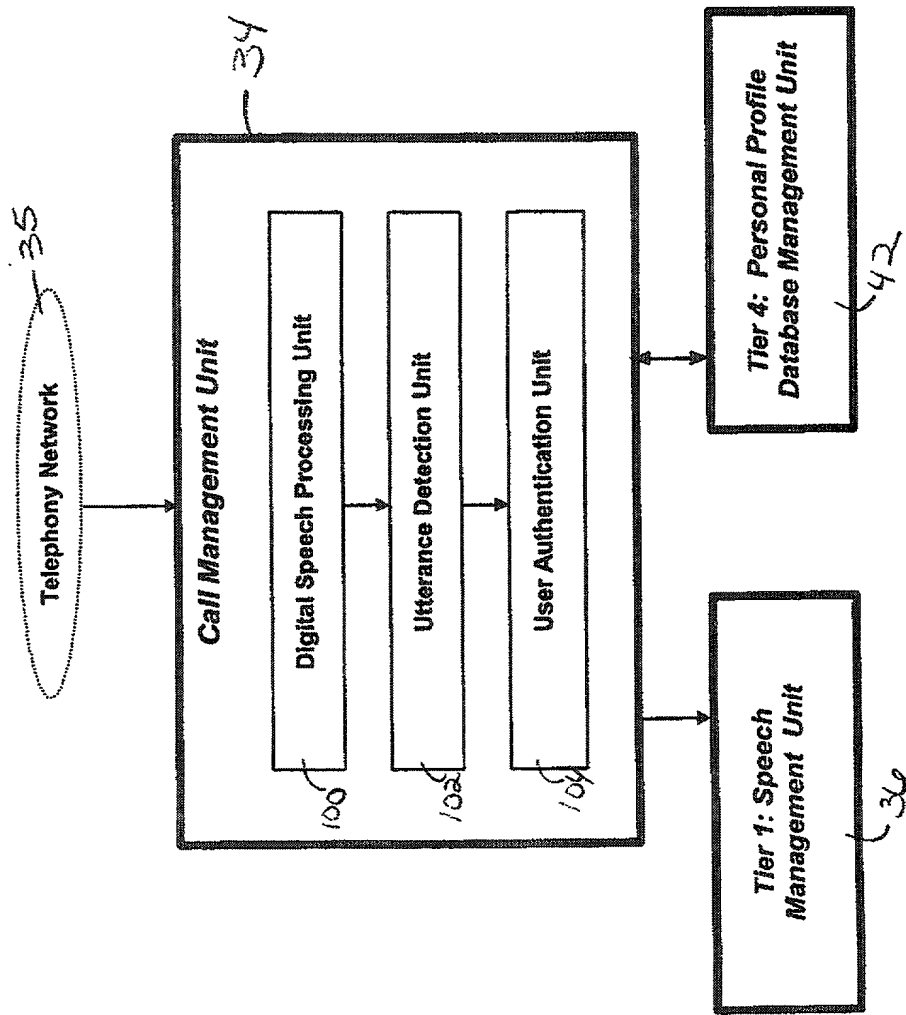 35
Telephony Network
34
Call Management Unit
Digital Speech Processing Unit
100
Utterance Detection Unit
102
User Authentication Unit
104
Tier 1: Speech
Management Unit
36
Tier 4: Personal Profile
Database Management Unit
42